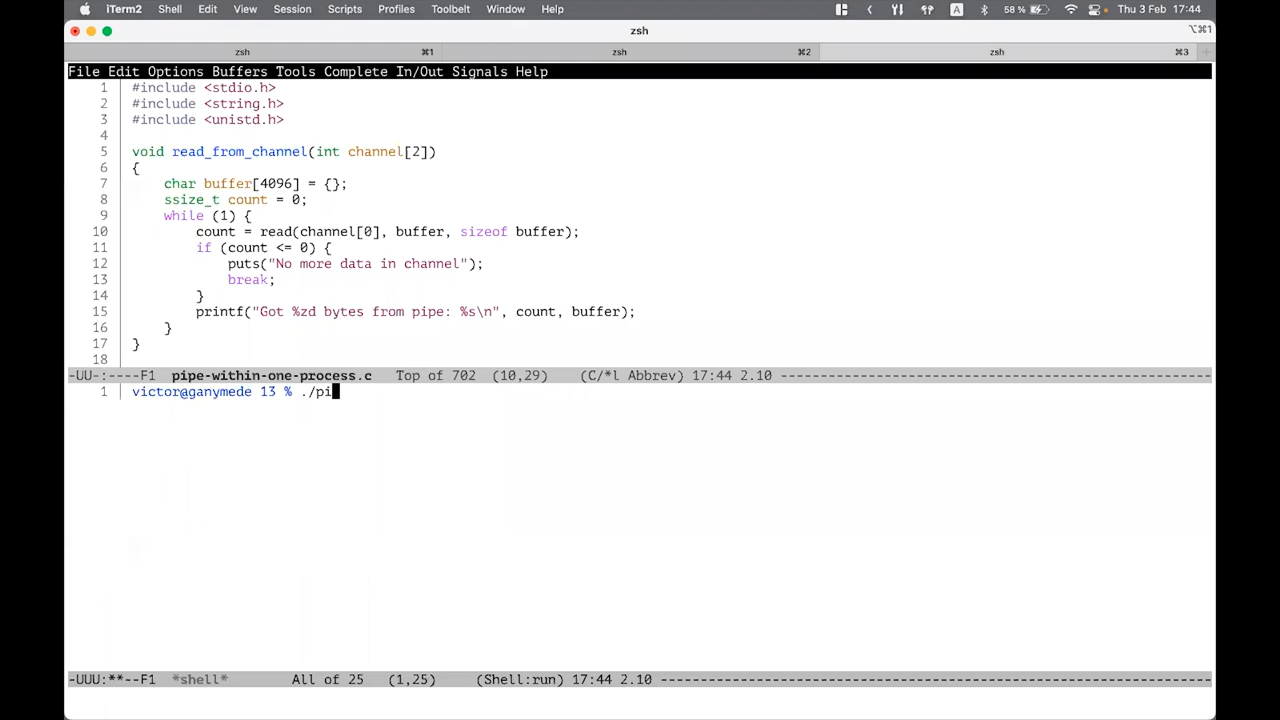 iTerm2 Shell Edit View Session Scripts Profiles Toolbelt Window Help A 58 % Thu 3 Feb 17:44
zsh ⌥⌘1
zsh ⌘1 zsh ⌘2 zsh ⌘3
File Edit Options Buffers Tools Complete In/Out Signals Help
1 #include <stdio.h>
2 #include <string.h>
3 #include <unistd.h>
4
5 void read_from_channel(int channel[2])
6 {
7     char buffer[4096] = {};
8     ssize_t count = 0;
9     while (1) {
10         count = read(channel[0], buffer, sizeof buffer);
11         if (count <= 0) {
12             puts("No more data in channel");
13             break;
14         }
15         printf("Got %zd bytes from pipe: %s\n", count, buffer);
16     }
17 }
18
-UU-:----F1  pipe-within-one-process.c   Top of 702  (10,29)    (C/*l Abbrev) 17:44 2.10 ------------------------------------------------------
1 victor@ganymede 13 % ./pi
-UUU:**--F1  *shell*        All of 25   (1,25)     (Shell:run) 17:44 2.10 ---------------------------------------------------------------------